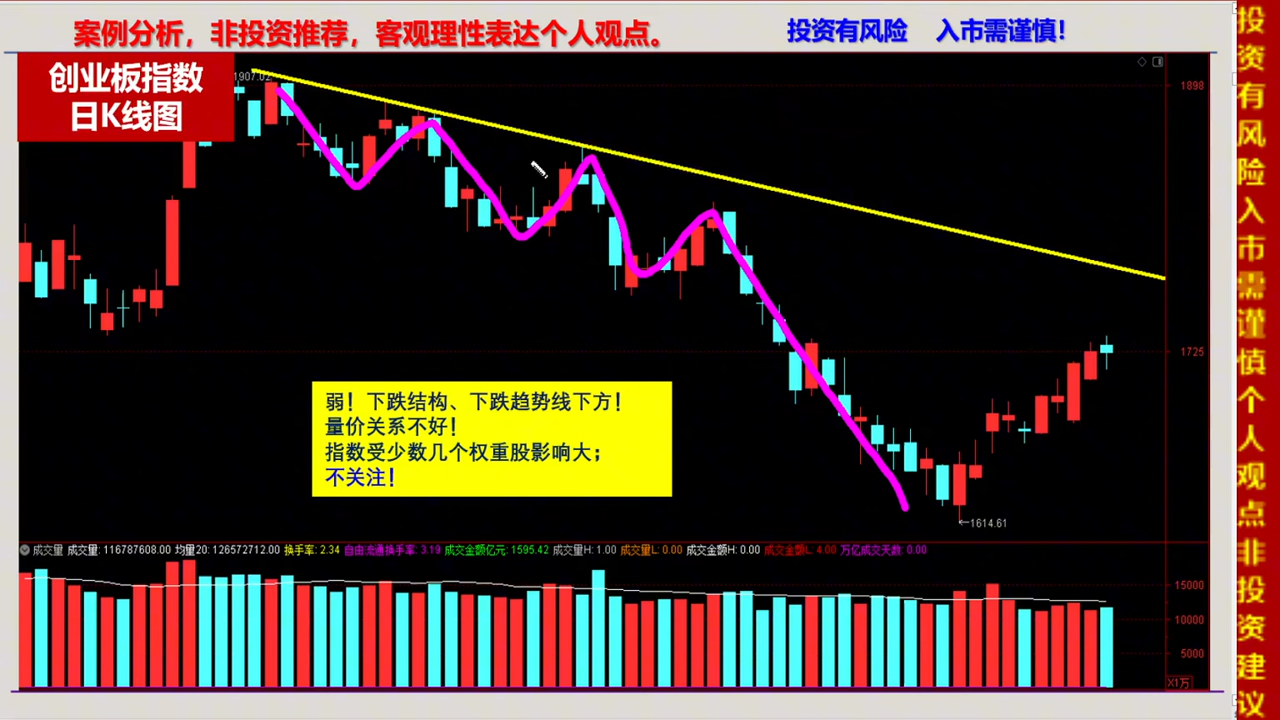 案例分析，非投资推荐，客观理性表达个人观点。
投资有风险 入市需谨慎！
创业板指数
日K线图
1907.02
1898
1725
弱！下跌结构、下跌趋势线下方！
量价关系不好！
指数受少数几个权重股影响大；
不关注！
←1614.61
成交量 成交量: 116787608.00 均量20: 126572712.00 换手率: 2.34 自由流通换手率: 3.19 成交金额亿元: 1595.42 成交量H: 1.00 成交量L: 0.00 成交金额H: 0.00 成交金额L: 4.00 万亿成交天数: 0.00
15000
10000
5000
X1万
投资有风险入市需谨慎个人观点非投资建议